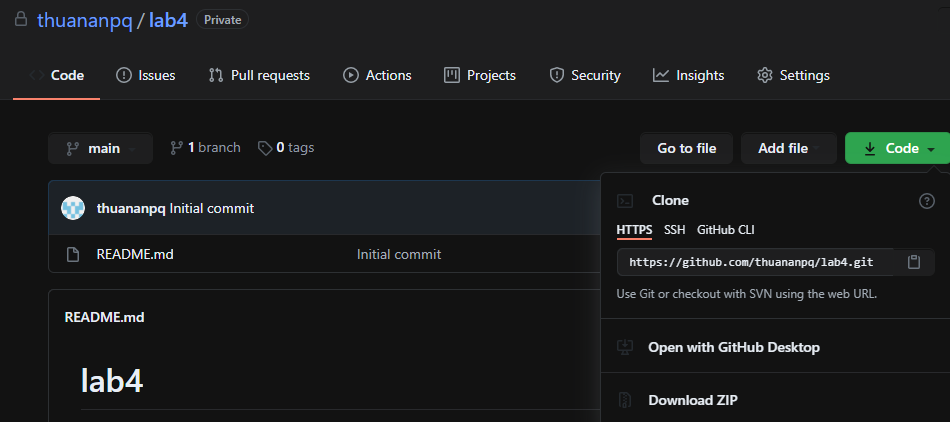 thuananpq / lab4 Private
Code Issues Pull requests Actions Projects Security Insights Settings
main 1 branch 0 tags Go to file Add file Code
thuananpq Initial commit
README.md Initial commit
README.md
lab4
Clone
HTTPS SSH GitHub CLI
https://github.com/thuananpq/lab4.git
Use Git or checkout with SVN using the web URL.
Open with GitHub Desktop
Download ZIP